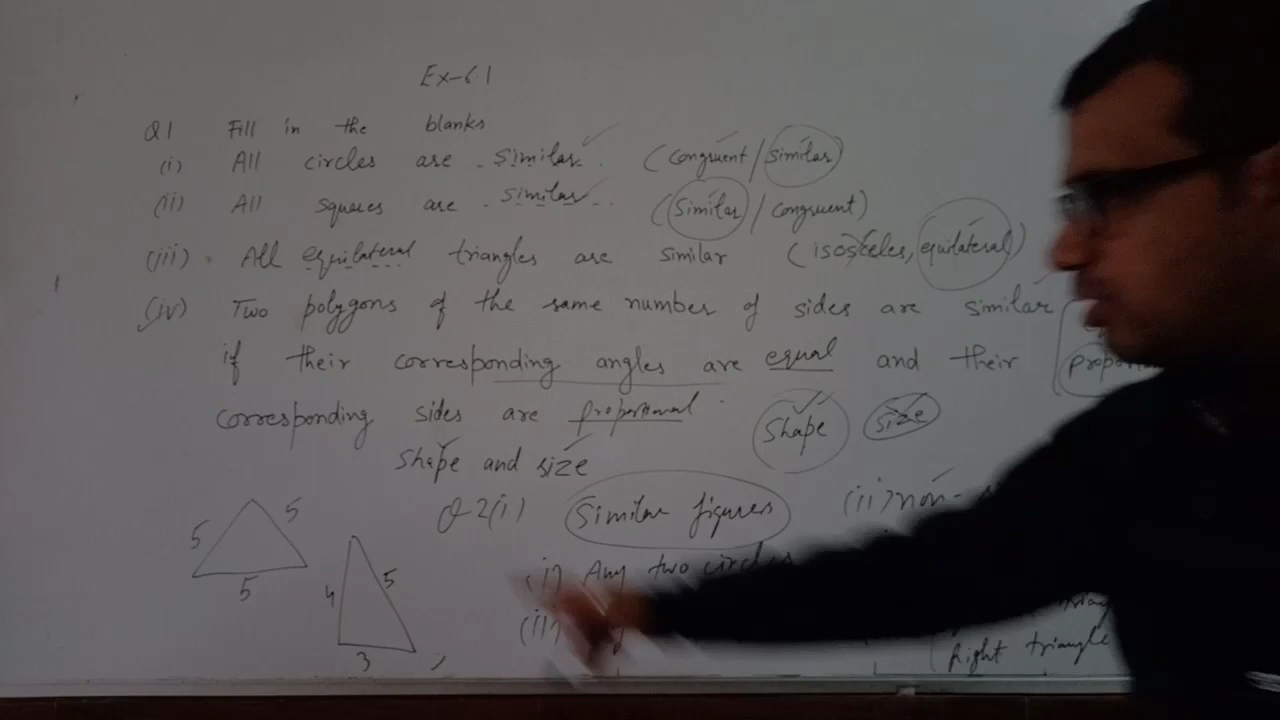 Ex-6.1
Q1 Fill in the blanks
(i) All circles are similar. (congruent/similar)
(ii) All squares are similar. (similar/congruent)
(iii) All equilateral triangles are similar (isosceles, equilateral)
(iv) Two polygons of the same number of sides are similar
if their corresponding angles are equal and their
corresponding sides are proportional.
shape size
shape and size
Q-2(i) Similar figures (ii) non-
(i) Any two circles
(ii)
right triangle
5 5
5
4 5
3